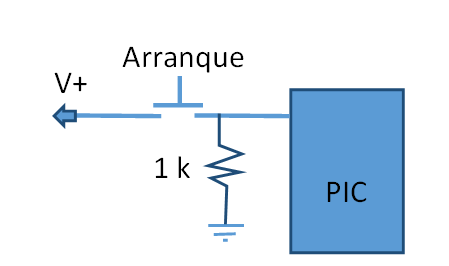 Arranque
V+
1 k
PIC